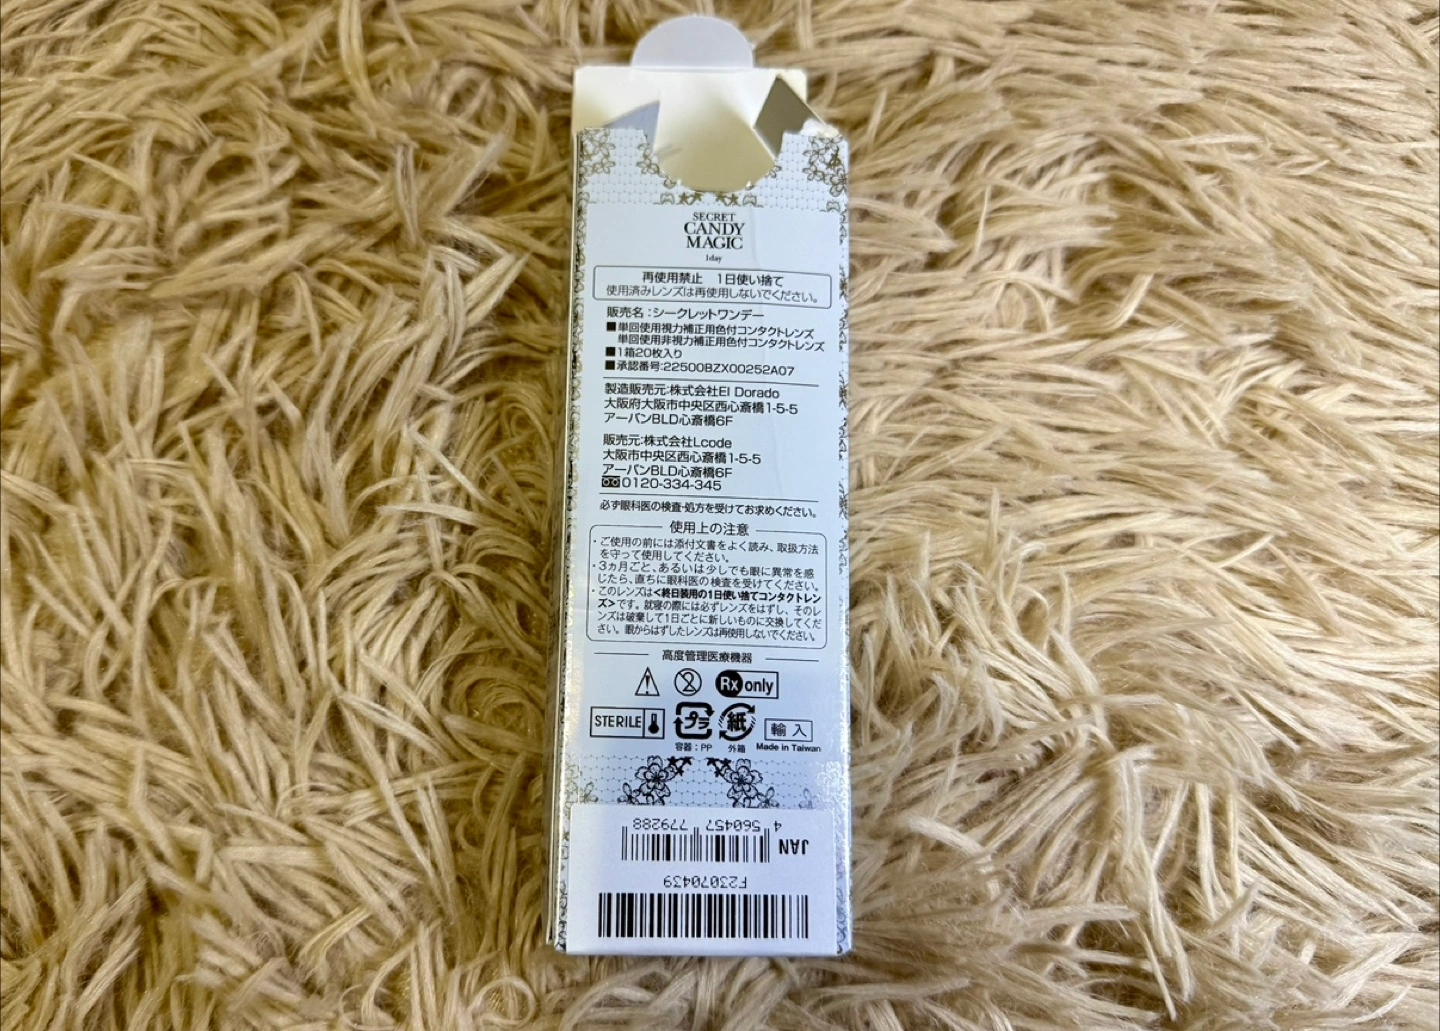 SECRET
CANDY
MAGIC
1day
再使用禁止 1日使い捨て
使用済みレンズは再使用しないでください。
販売名：シークレットワンデー
■単回使用視力補正用色付コンタクトレンズ
単回使用非視力補正用色付コンタクトレンズ
■1箱20枚入り
■承認番号:22500BZX00252A07
製造販売元:株式会社El Dorado
大阪府大阪市中央区西心斎橋1-5-5
アーバンBLD心斎橋6F
販売元:株式会社Lcode
大阪市中央区西心斎橋1-5-5
アーバンBLD心斎橋6F
0120-334-345
必ず眼科医の検査・処方を受けてお求めください。
使用上の注意
・ご使用の前には添付文書をよく読み、取扱方法
を守って使用してください。
・3ヵ月ごと、あるいは少しでも眼に異常を感
じたら、直ちに眼科医の検査を受けてください。
・このレンズは<終日装用の1日使い捨てコンタクトレン
ズ>です。就寝の際には必ずレンズをはずし、そのレ
ンズは破棄して1日ごとに新しいものに交換してくだ
さい。眼からはずしたレンズは再使用しないでください。
高度管理医療機器
2 Rx only
STERILE プラ 紙 輸入
容器：PP 外箱 Made in Taiwan
4 560457 779288
JAN
F23070439